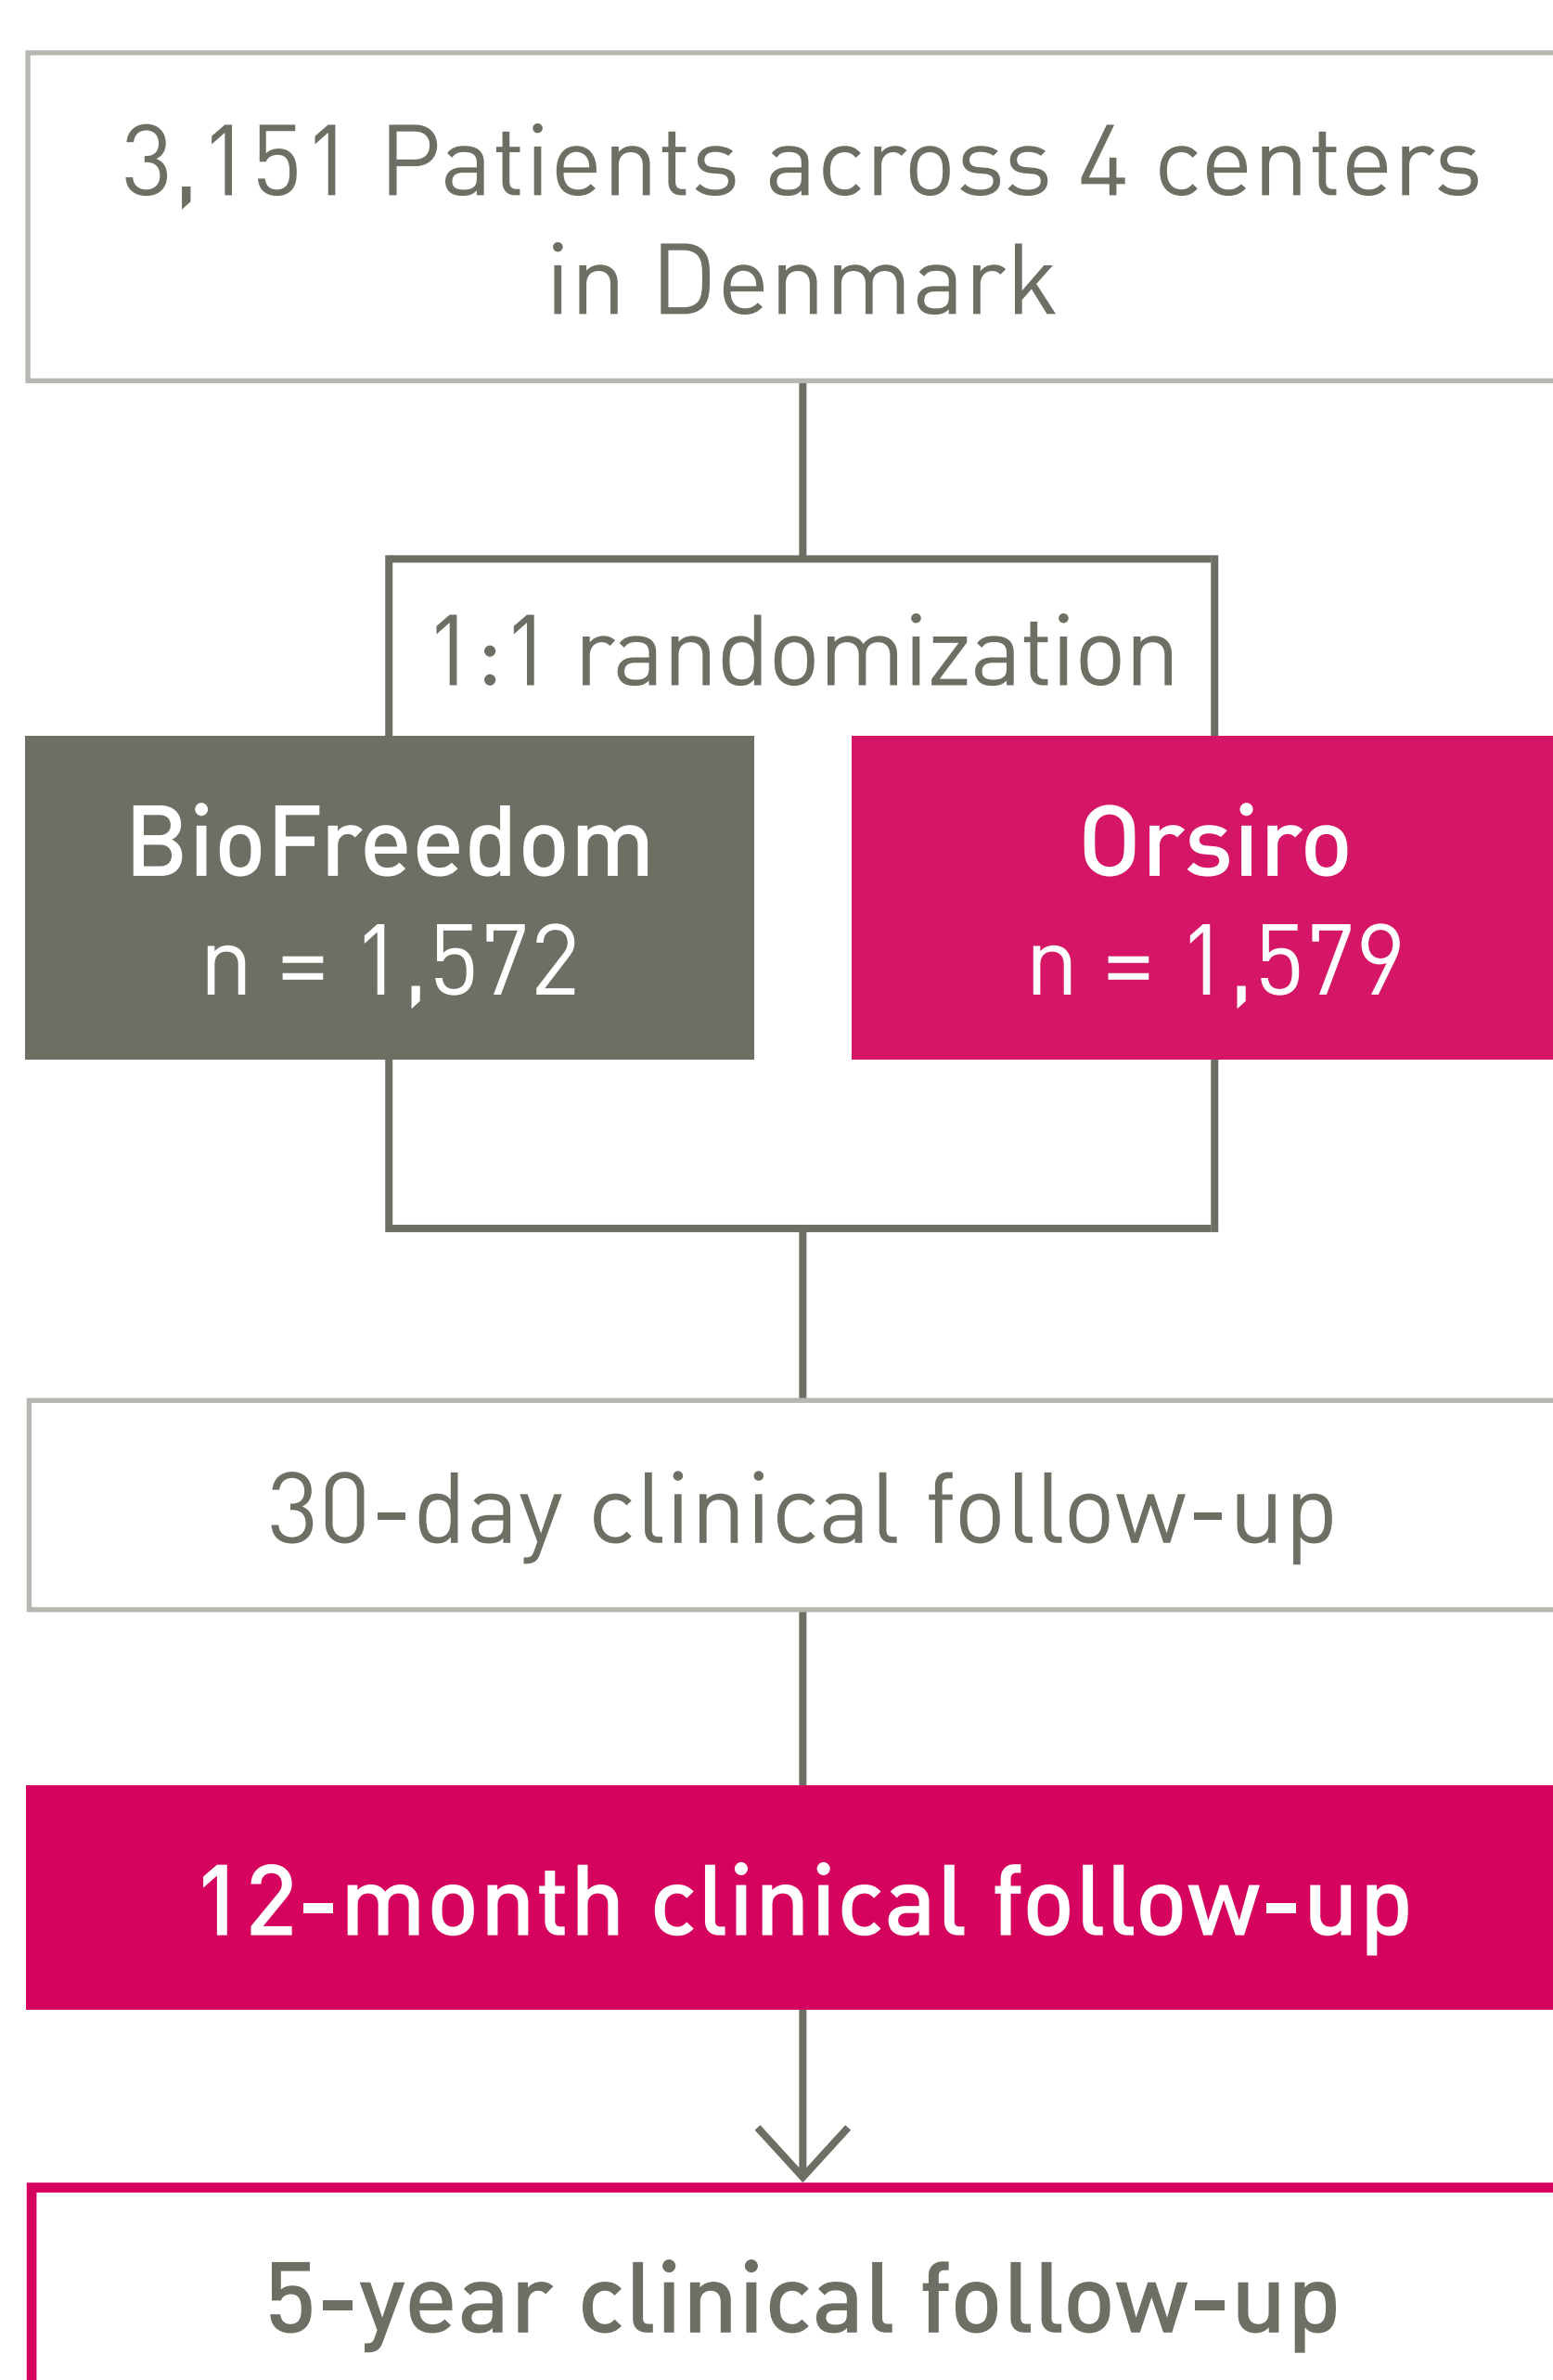 3,151 Patients across 4 centers
in Denmark
1:1 randomization
BioFreedom
n = 1,572
Orsiro
n = 1,579
30-day clinical follow-up
12-month clinical follow-up
5-year clinical follow-up